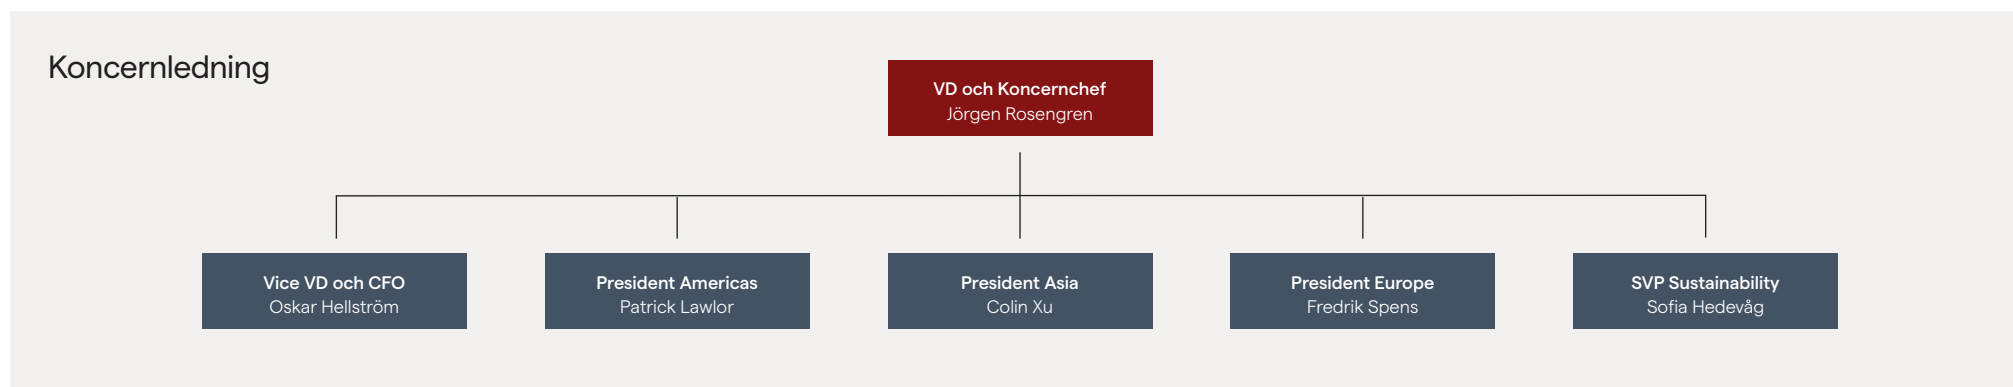 Koncernledning
VD och Koncernchef
Jörgen Rosengren
Vice VD och CFO
Oskar Hellström
President Americas
Patrick Lawlor
President Asia
Colin Xu
President Europe
Fredrik Spens
SVP Sustainability
Sofia Hedevåg